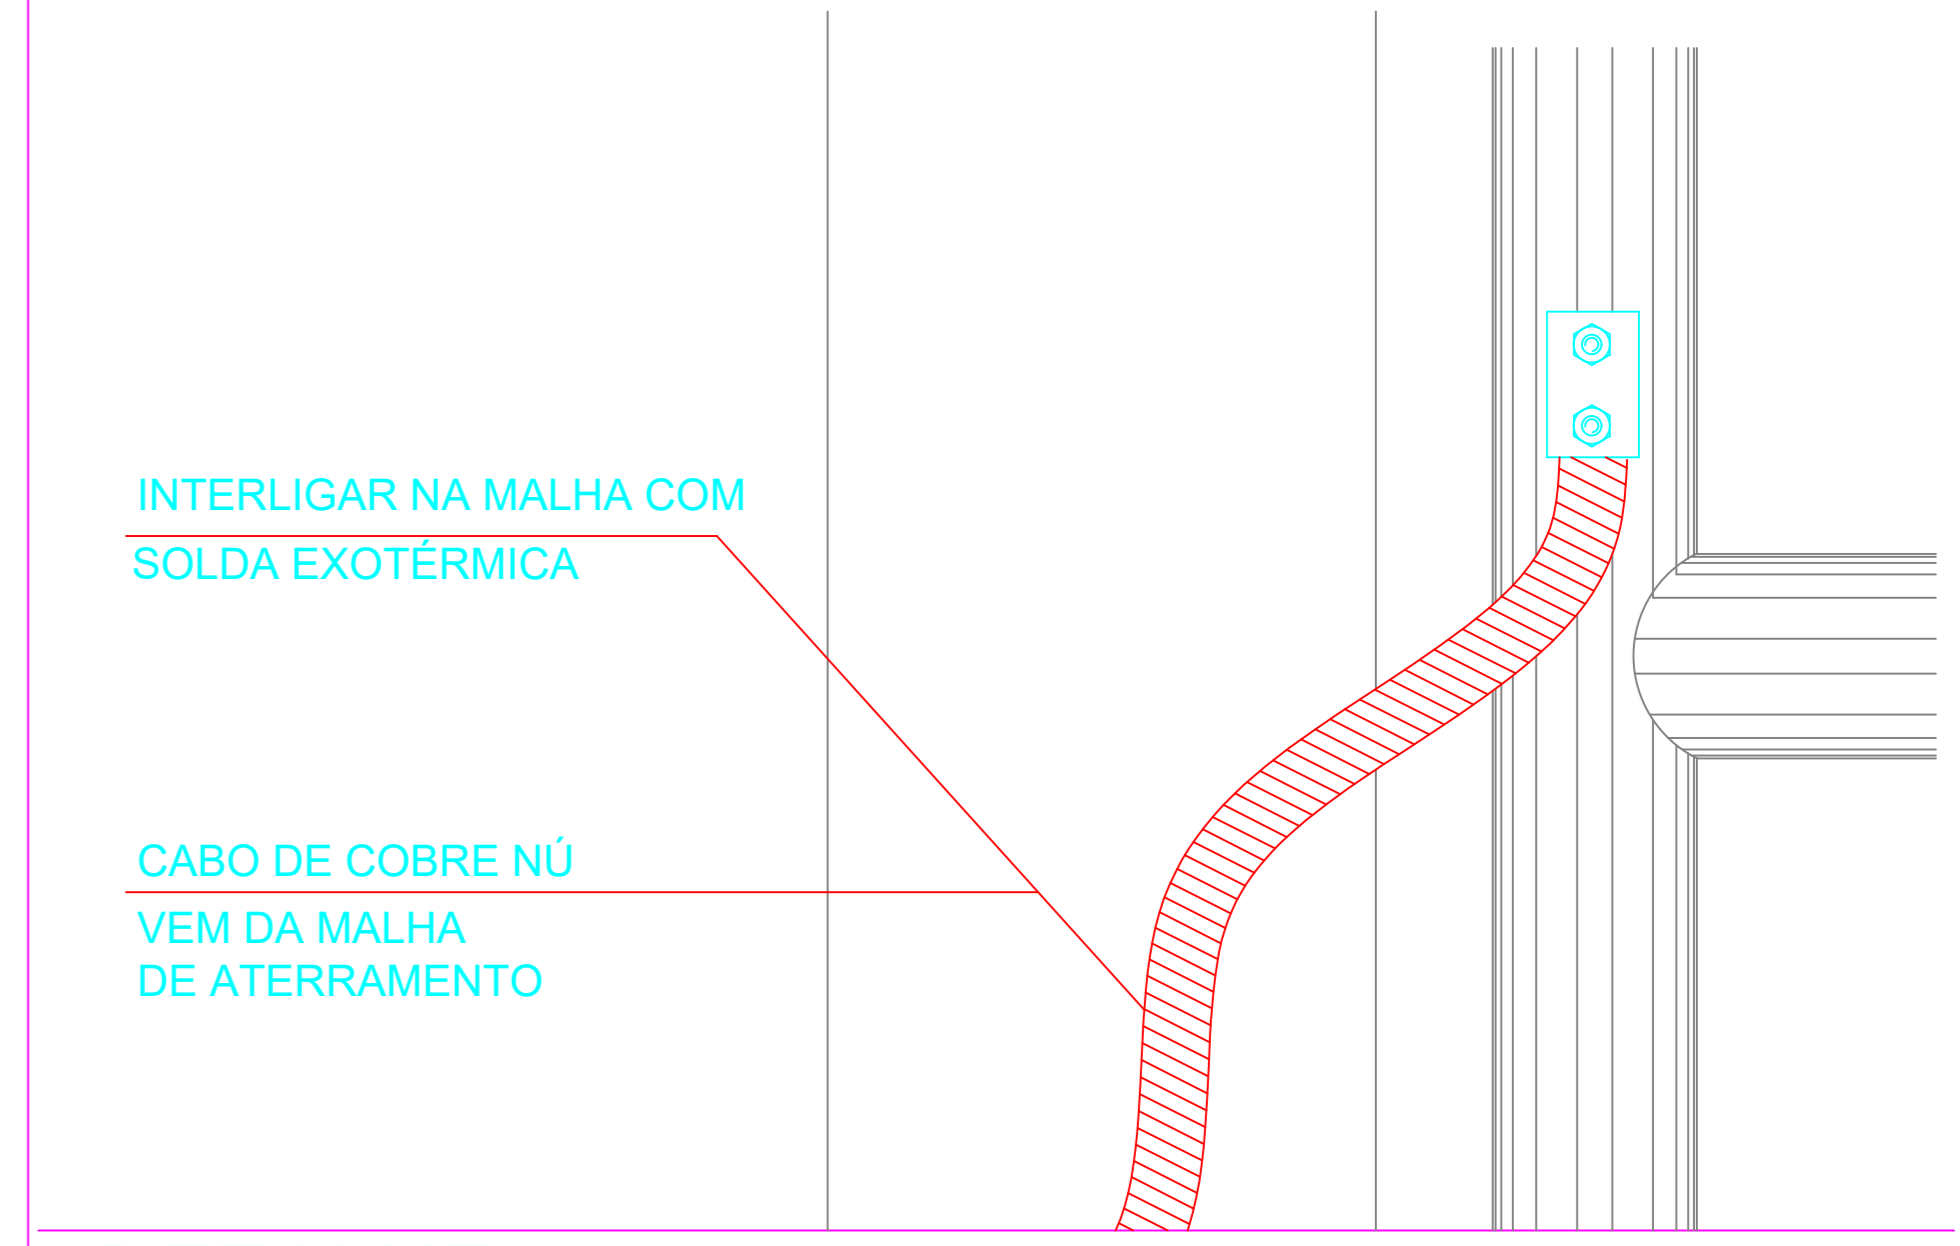 INTERLIGAR NA MALHA COM
SOLDA EXOTÉRMICA
CABO DE COBRE NÚ
VEM DA MALHA
DE ATERRAMENTO